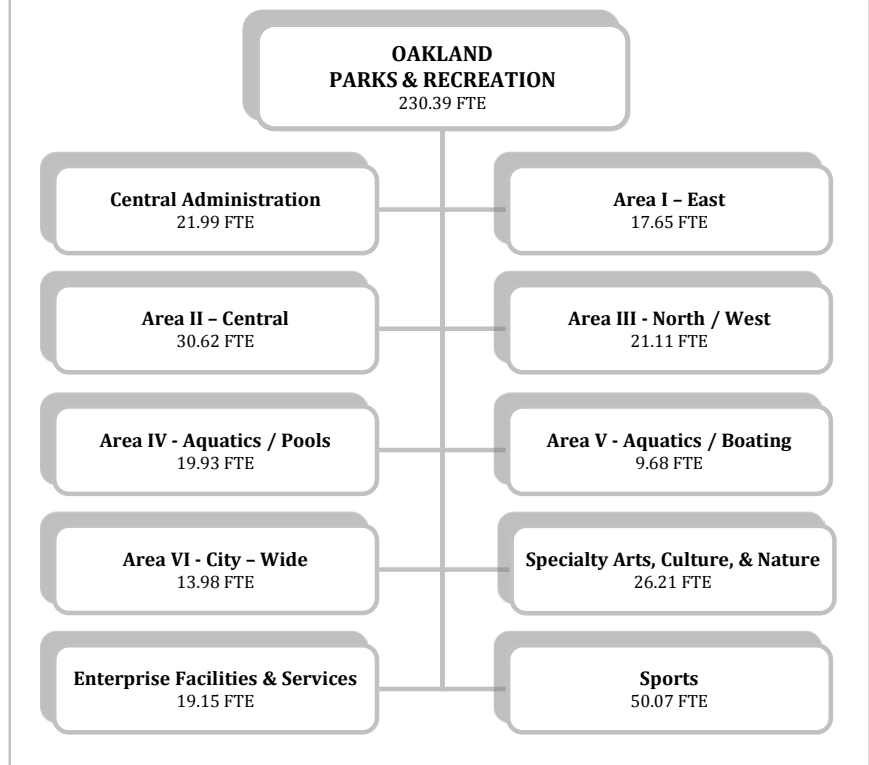 OAKLAND
PARKS & RECREATION
230.39 FTE
Central Administration
21.99 FTE
Area I – East
17.65 FTE
Area II – Central
30.62 FTE
Area III - North / West
21.11 FTE
Area IV - Aquatics / Pools
19.93 FTE
Area V - Aquatics / Boating
9.68 FTE
Area VI - City – Wide
13.98 FTE
Specialty Arts, Culture, & Nature
26.21 FTE
Enterprise Facilities & Services
19.15 FTE
Sports
50.07 FTE